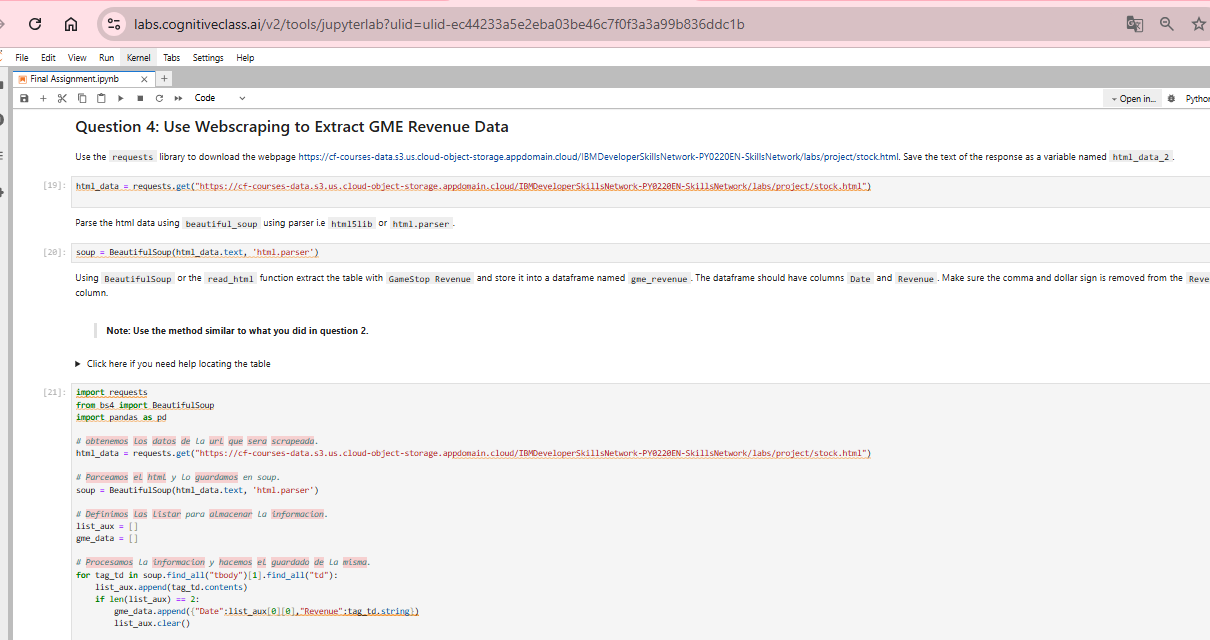 labs.cognitiveclass.ai/v2/tools/jupyterlab?ulid=ulid-ec44233a5e2eba03be46c7f0f3a3a99b836ddc1b
File Edit View Run Kernel Tabs Settings Help
Final Assignment.ipynb
Code
Open in...
Python
Question 4: Use Webscraping to Extract GME Revenue Data
Use the requests library to download the webpage https://cf-courses-data.s3.us.cloud-object-storage.appdomain.cloud/IBMDeveloperSkillsNetwork-PY0220EN-SkillsNetwork/labs/project/stock.html. Save the text of the response as a variable named html_data_2.
[19]: html_data = requests.get("https://cf-courses-data.s3.us.cloud-object-storage.appdomain.cloud/IBMDeveloperSkillsNetwork-PY0220EN-SkillsNetwork/labs/project/stock.html")
Parse the html data using beautiful_soup using parser i.e html5lib or html.parser.
[20]: soup = BeautifulSoup(html_data.text, 'html.parser')
Using BeautifulSoup or the read_html function extract the table with GameStop Revenue and store it into a dataframe named gme_revenue. The dataframe should have columns Date and Revenue. Make sure the comma and dollar sign is removed from the Reve
column.
Note: Use the method similar to what you did in question 2.
Click here if you need help locating the table
[21]: import requests
from bs4 import BeautifulSoup
import pandas as pd
# obtenemos los datos de la url que sera scrapeada.
html_data = requests.get("https://cf-courses-data.s3.us.cloud-object-storage.appdomain.cloud/IBMDeveloperSkillsNetwork-PY0220EN-SkillsNetwork/labs/project/stock.html")
# Parceamos el html y lo guardamos en soup.
soup = BeautifulSoup(html_data.text, 'html.parser')
# Definimos las listar para almacenar la informacion.
list_aux = []
gme_data = []
# Procesamos la informacion y hacemos el guardado de la misma.
for tag_td in soup.find_all("tbody")[1].find_all("td"):
list_aux.append(tag_td.contents)
if len(list_aux) == 2:
gme_data.append({"Date":list_aux[0][0],"Revenue":tag_td.string})
list_aux.clear()